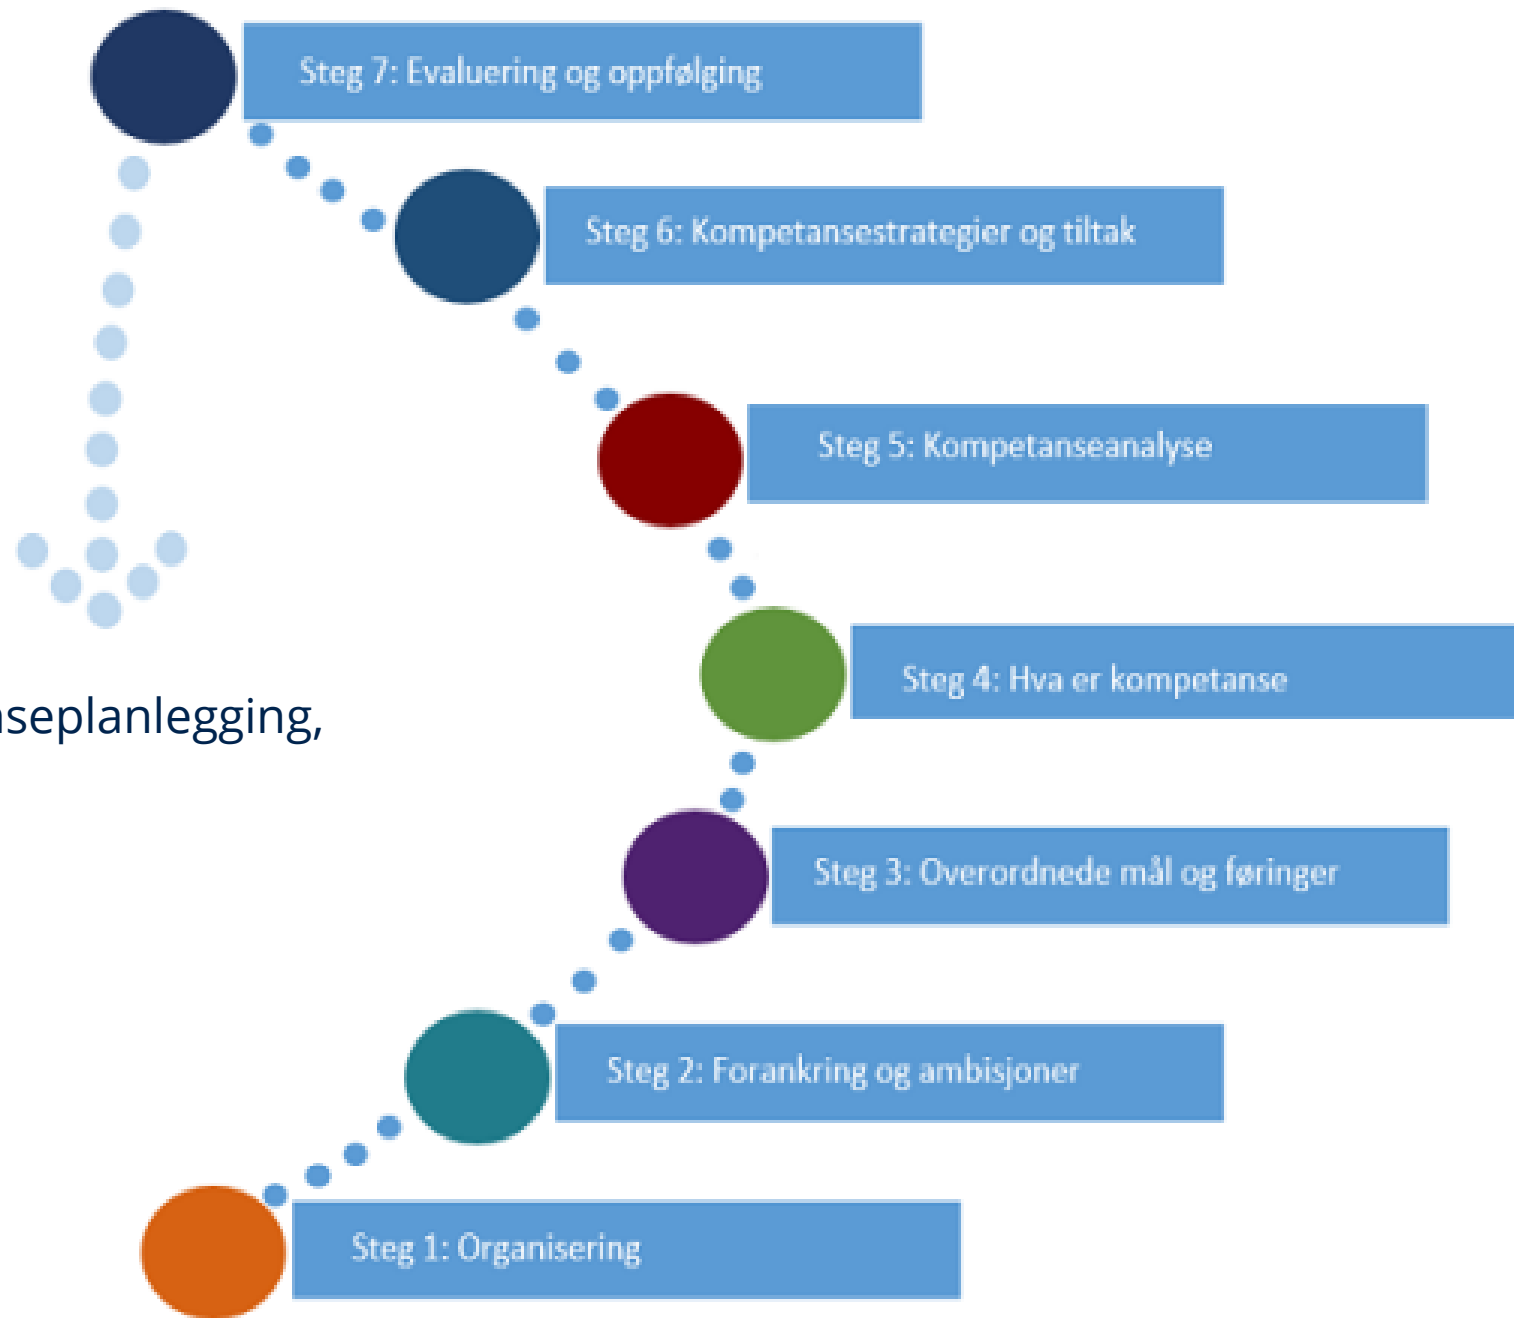 Steg 7: Evaluering og oppfølging
Steg 6: Kompetansestrategier og tiltak
Steg 5: Kompetanseanalyse
Steg 4: Hva er kompetanse
nseplanlegging,
Steg 3: Overordnede mål og føringer
Steg 2: Forankring og ambisjoner
Steg 1: Organisering